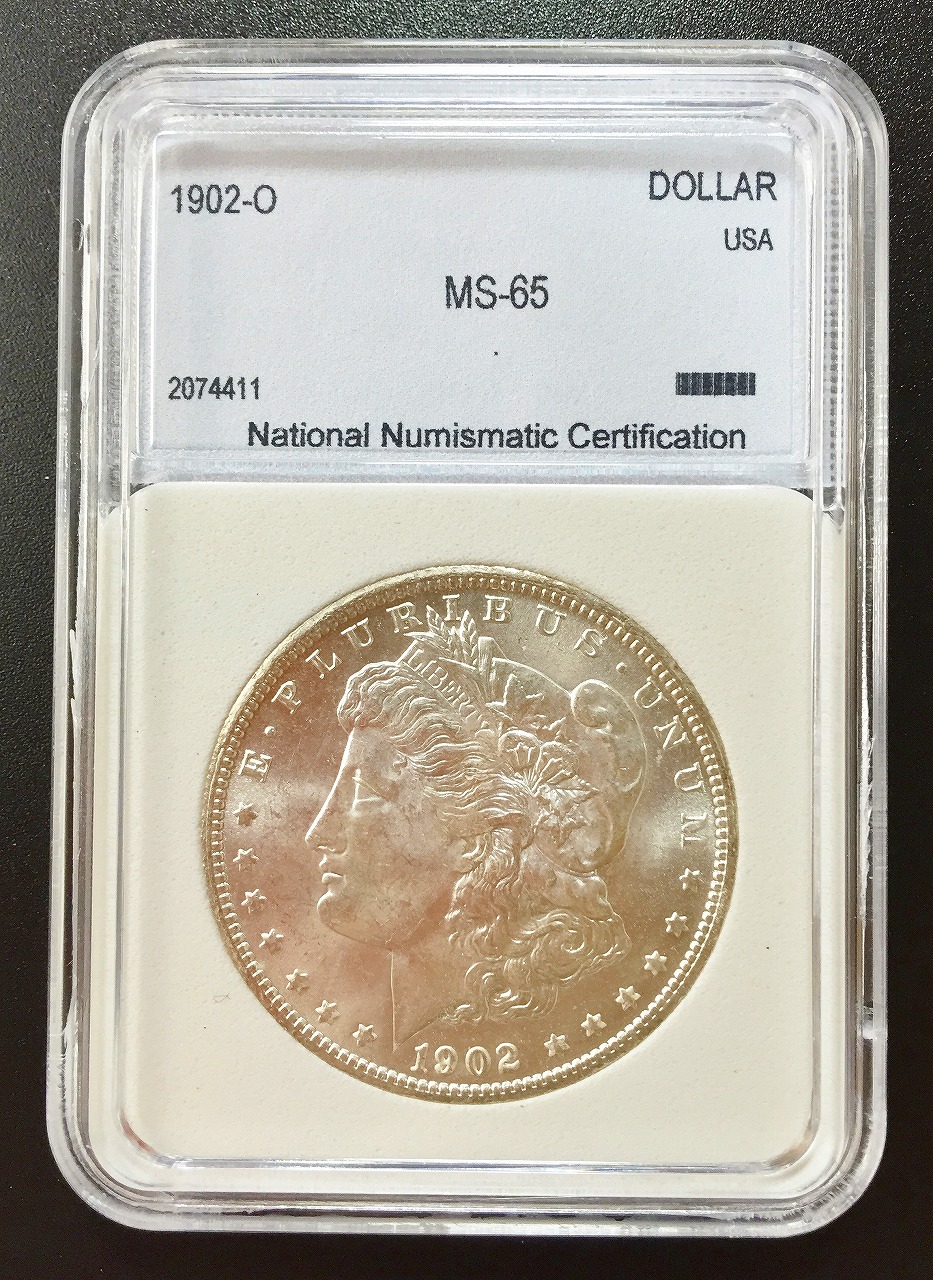 1902-O
DOLLAR
USA
MS-65
2074411
National Numismatic Certification
E·PLURIBUS·UNUM
LIBERTY
1902